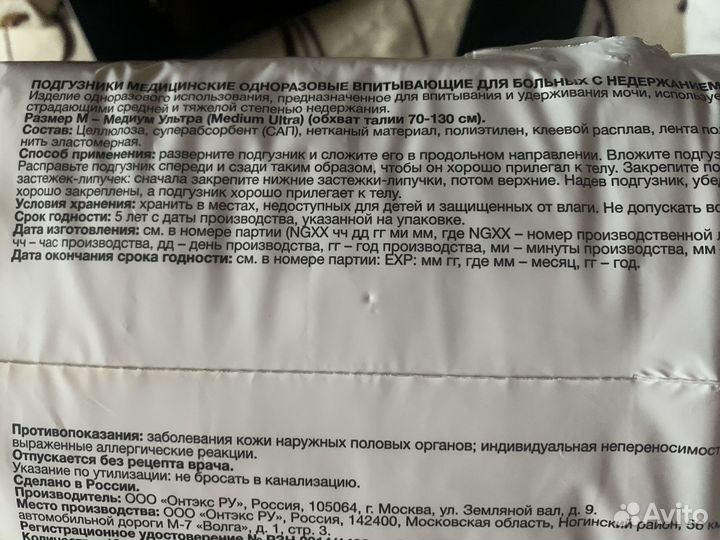 ПОДГУЗНИКИ МЕДИЦИНСКИЕ ОДНОРАЗОВЫЕ ВПИТЫВАЮЩИЕ ДЛЯ БОЛЬНЫХ С НЕДЕРЖАНИЕМ
Изделие одноразового использования, предназначенное для впитывания и удерживания мочи, используе
страдающими средней и тяжелой степенью недержания.
Размер М – Медиум Ультра (Medium Ultra) (обхват талии 70-130 см).
Состав: Целлюлоза, суперабсорбент (САП), нетканый материал, полиэтилен, клеевой расплав, лента по
нить эластомерная.
Способ применения: разверните подгузник и сложите его в продольном направлении. Вложите подгуз
Расправьте подгузник спереди и сзади таким образом, чтобы он хорошо прилегал к телу. Закрепите по
застежек-липучек: сначала закрепите нижние застежки-липучки, потом верхние. Надев подгузник, убед
хорошо закреплены, а подгузник хорошо прилегает к телу.
Условия хранения: хранить в местах, недоступных для детей и защищенных от влаги. Не допускать во
Срок годности: 5 лет с даты производства, указанной на упаковке.
Дата изготовления: см. в номере партии (NGXX чч дд гг ми мм, где NGXX – номер производственной л
чч – час производства, дд – день производства, гг – год производства, ми – минуты производства, мм –
Дата окончания срока годности: см. в номере партии: EXP: мм гг, где мм – месяц, гг – год.
Противопоказания: заболевания кожи наружных половых органов; индивидуальная непереносимост
выраженные аллергические реакции.
Отпускается без рецепта врача.
Указание по утилизации: не бросать в канализацию.
Сделано в России.
Производитель: ООО «Онтэкс РУ», Россия, 105064, г. Москва, ул. Земляной вал, д. 9.
Место производства: ООО «Онтэкс РУ», Россия, 142400, Московская область, Ногинский район, 56 км
автомобильной дороги М-7 «Волга», д. 1, стр. 3.
Регистрационное удостоверение №
Avito